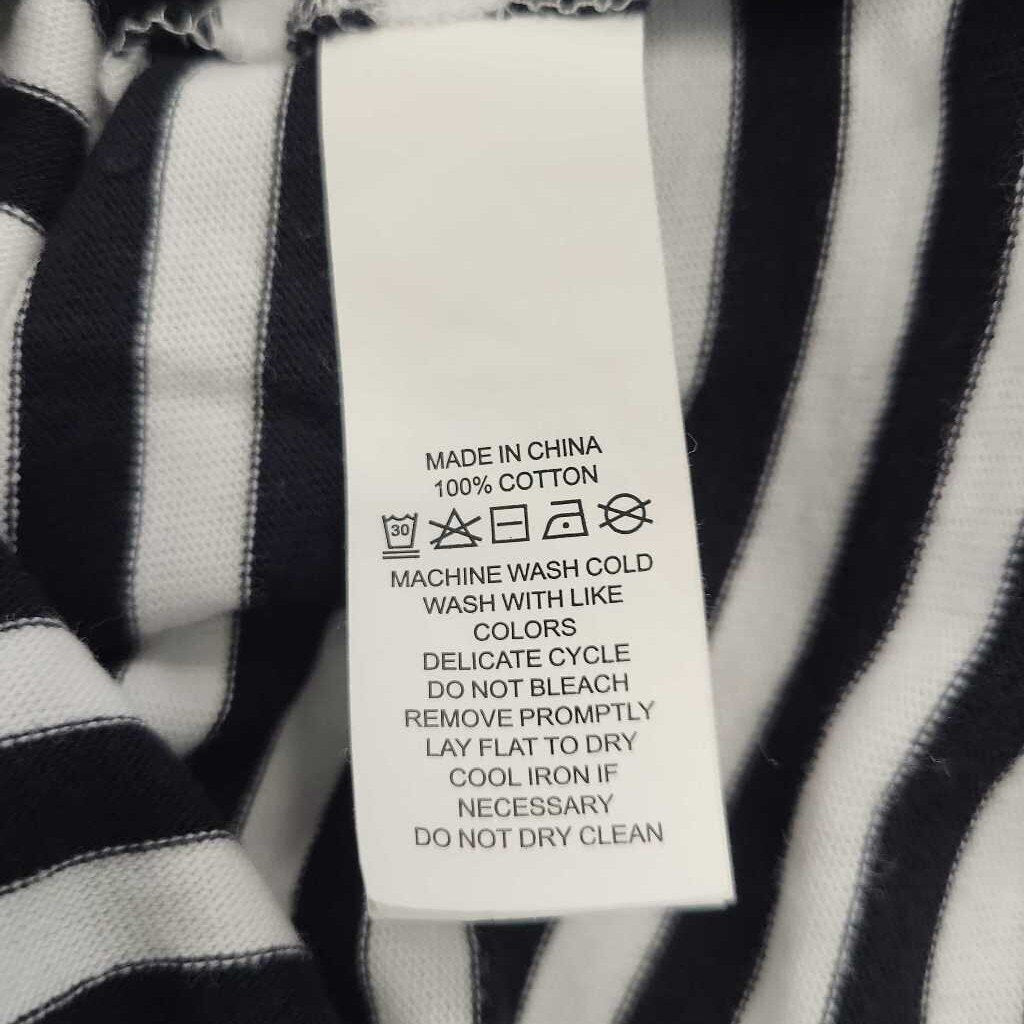 MADE IN CHINA
100% COTTON
30
MACHINE WASH COLD
WASH WITH LIKE
COLORS
DELICATE CYCLE
DO NOT BLEACH
REMOVE PROMPTLY
LAY FLAT TO DRY
COOL IRON IF
NECESSARY
DO NOT DRY CLEAN